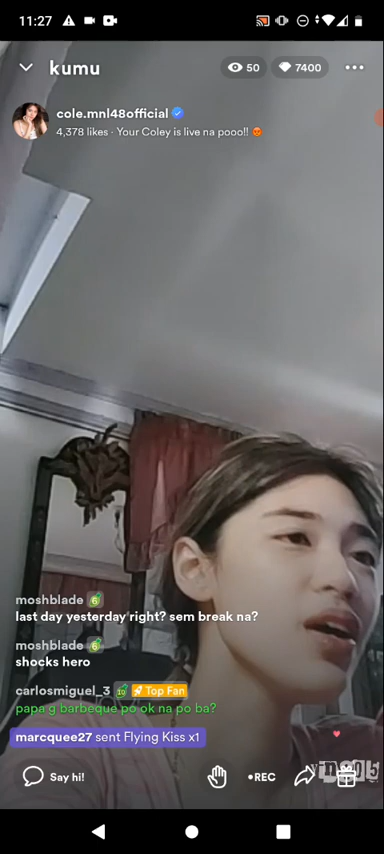 11:27
kumu
50
7400
cole.mnl48official
4,378 likes · Your Coley is live na pooo!! 😡
moshblade 6
last day yesterday right? sem break na?
moshblade 6
shocks hero
carlosmiguel_3 10 Top Fan
papa g barbeque po ok na po ba?
marcquee27 sent Flying Kiss x1
Say hi!
•REC